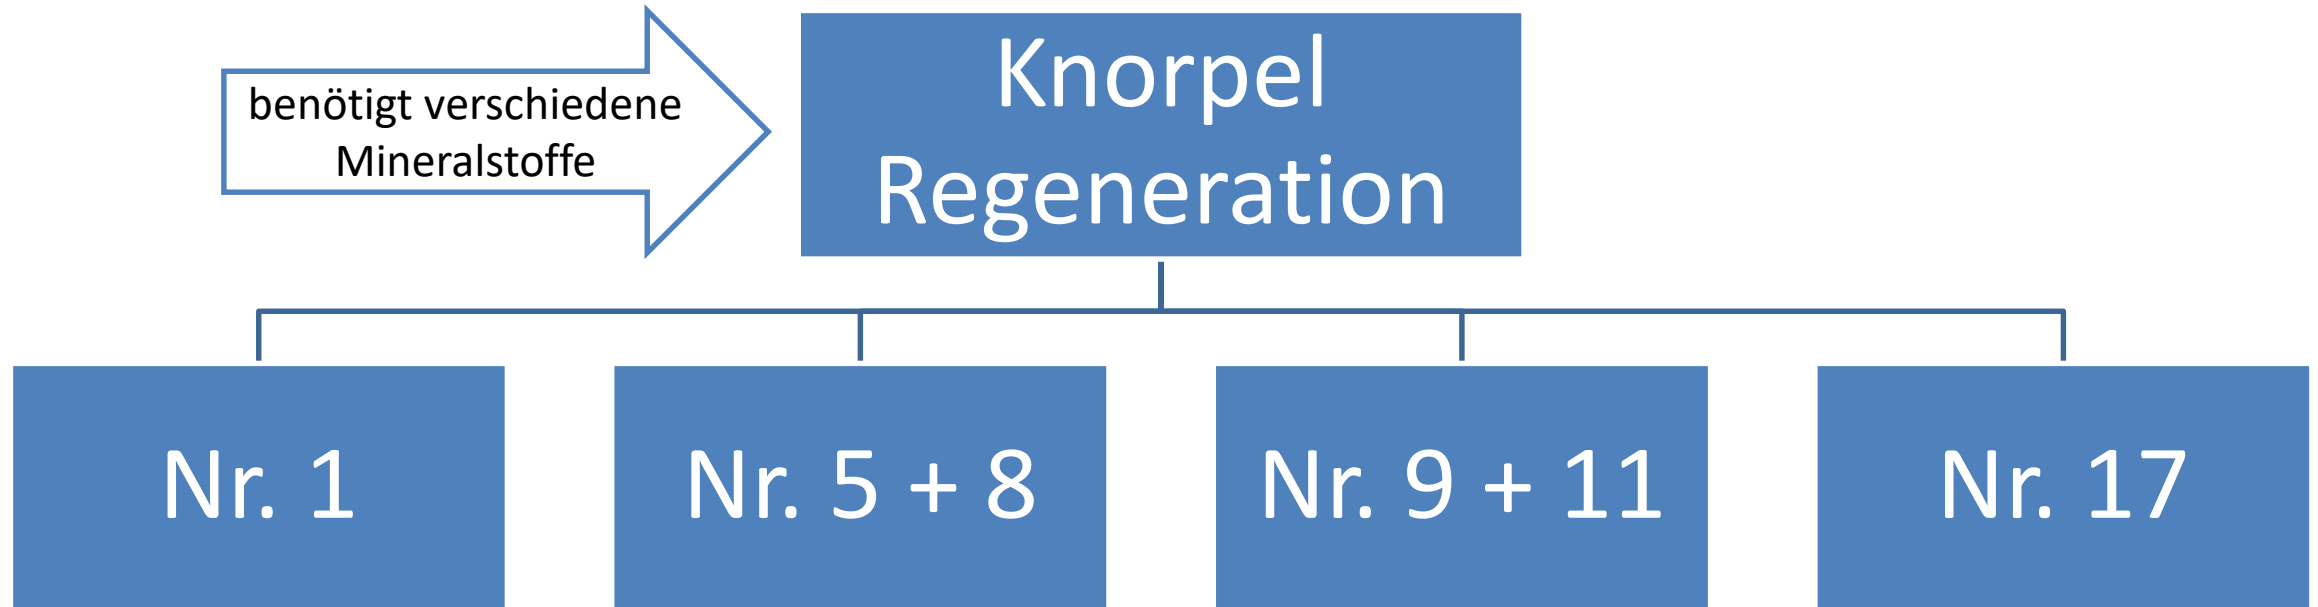 benötigt verschiedene
Mineralstoffe
Knorpel
Regeneration
Nr. 1
Nr. 5 + 8
Nr. 9 + 11
Nr. 17